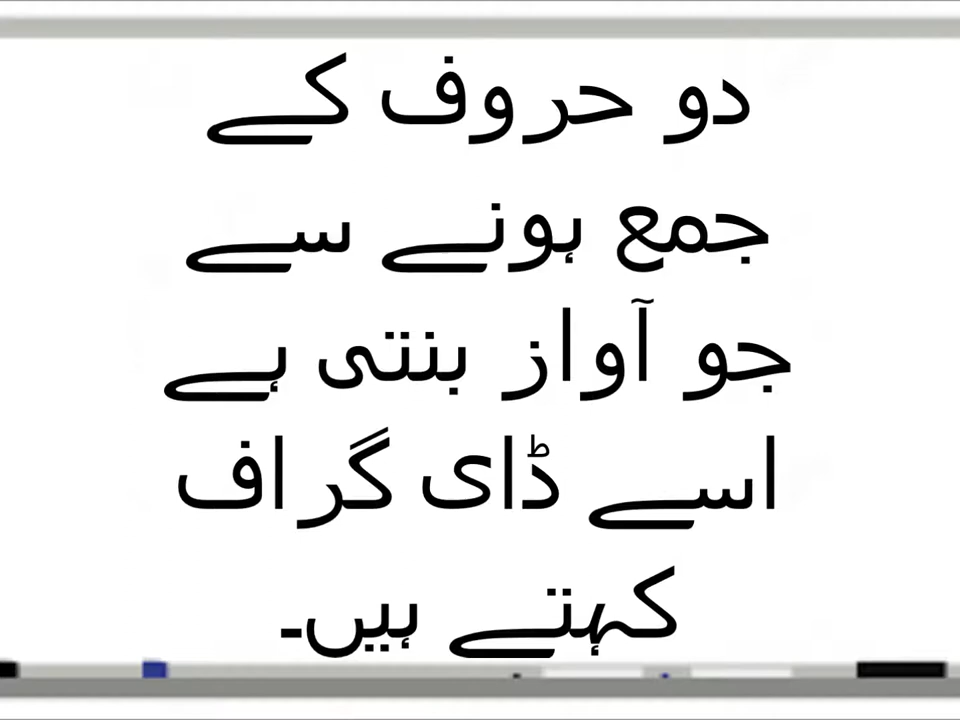 دو حروف کے
جمع ہونے سے
جو آواز بنتی ہے
اسے ڈای گراف
کہتے ہیں۔